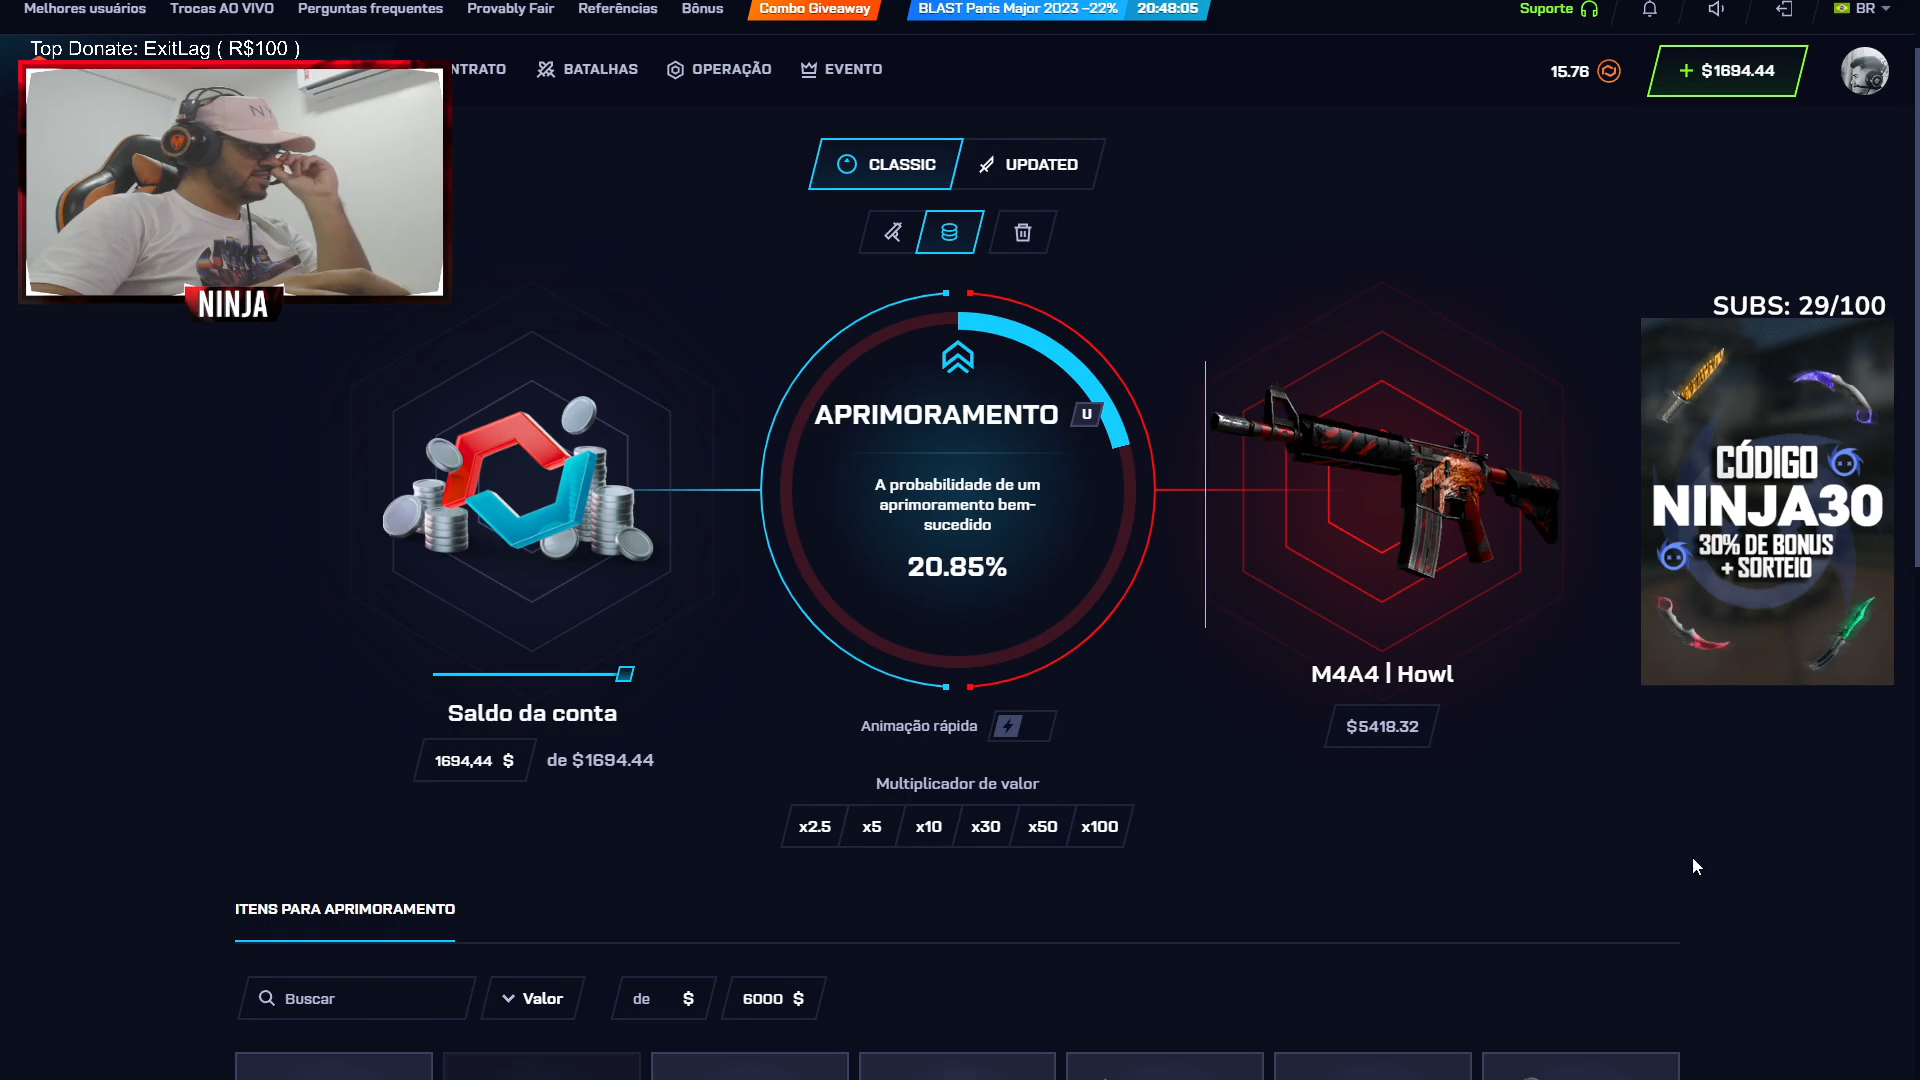 Melhores usuários Trocas AO VIVO Perguntas frequentes Provably Fair Referências Bônus Combo Giveaway BLAST Paris Major 2023 -22% 20:48:05 Suporte BR
Top Donate: ExitLag ( R$100 )
NTRATO BATALHAS OPERAÇÃO EVENTO 15.76 + $1694.44
NY
NINJA
CLASSIC UPDATED
SUBS: 29/100
APRIMORAMENTO U
A probabilidade de um
aprimoramento bem-
sucedido
20.85%
CÓDIGO
NINJA30
30% DE BONUS
+ SORTEIO
M4A4 | Howl
$5418.32
Saldo da conta
1694,44 $ de $1694.44
Animação rápida
Multiplicador de valor
x2.5 x5 x10 x30 x50 x100
ITENS PARA APRIMORAMENTO
Buscar Valor de $ 6000 $